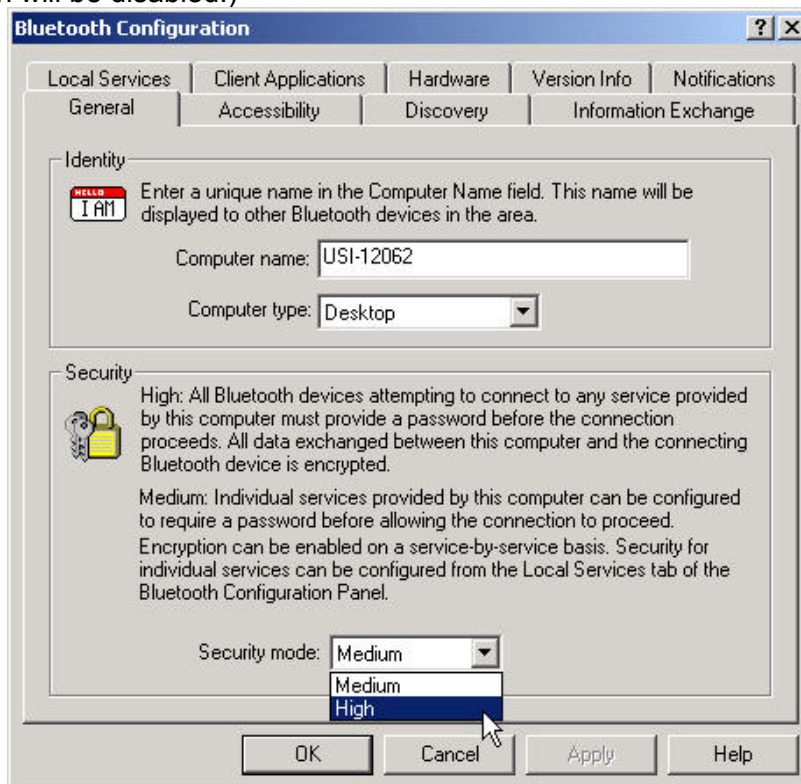 will be disabled.)
Bluetooth Configuration
? X
Local Services Client Applications Hardware Version Info Notifications
General Accessibility Discovery Information Exchange
Identity
HELLO
I AM
Enter a unique name in the Computer Name field. This name will be
displayed to other Bluetooth devices in the area.
Computer name: USI-12062
Computer type: Desktop
Security
High: All Bluetooth devices attempting to connect to any service provided
by this computer must provide a password before the connection
proceeds. All data exchanged between this computer and the connecting
Bluetooth device is encrypted.
Medium: Individual services provided by this computer can be configured
to require a password before allowing the connection to proceed.
Encryption can be enabled on a service-by-service basis. Security for
individual services can be configured from the Local Services tab of the
Bluetooth Configuration Panel.
Security mode: Medium
Medium
High
OK Cancel Apply Help